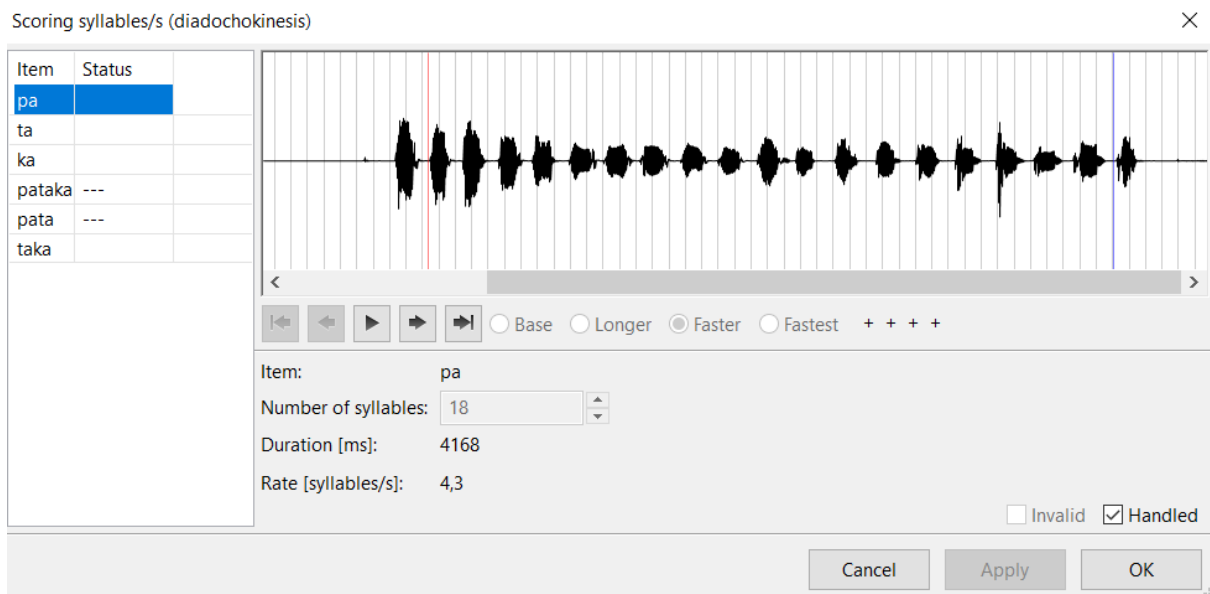 Scoring syllables/s (diadochokinesis)
Item Status
pa
ta
ka
pataka ---
pata ---
taka
Base Longer Faster Fastest + + + +
Item: pa
Number of syllables: 18
Duration [ms]: 4168
Rate [syllables/s]: 4,3
Invalid Handled
Cancel Apply OK